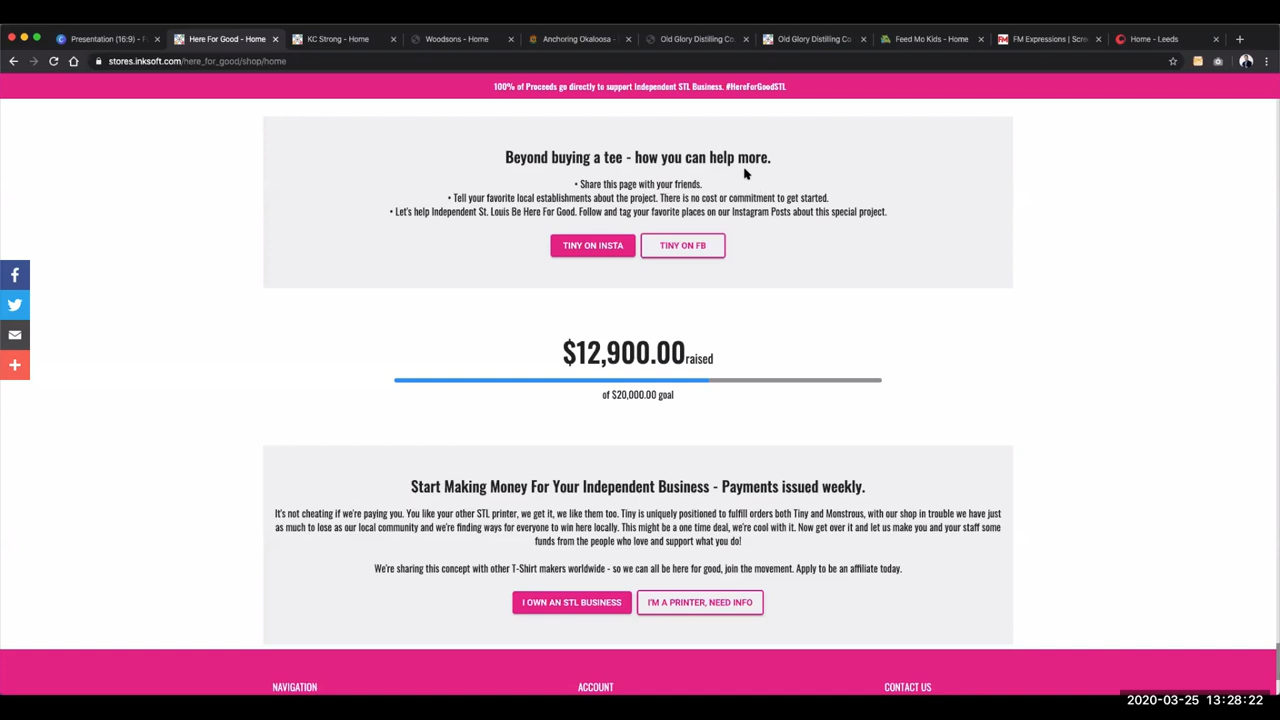 Presentation (16:9) - F
Here For Good - Home
KC Strong - Home
Woodsons - Home
Anchoring Okaloosa - Home
Old Glory Distilling Co.
Old Glory Distilling Co.
Feed Mo Kids - Home
FM Expressions | Scre
Home - Leeds
stores.inksoft.com/here_for_good/shop/home
100% of Proceeds go directly to support Independent STL Business. #HereForGoodSTL
Beyond buying a tee - how you can help more.
• Share this page with your friends.
• Tell your favorite local establishments about the project. There is no cost or commitment to get started.
• Let's help Independent St. Louis Be Here For Good. Follow and tag your favorite places on our Instagram Posts about this special project.
TINY ON INSTA
TINY ON FB
$12,900.00 raised
of $20,000.00 goal
Start Making Money For Your Independent Business - Payments issued weekly.
It's not cheating if we're paying you. You like your other STL printer, we get it, we like them too. Tiny is uniquely positioned to fulfill orders both Tiny and Monstrous, with our shop in trouble we have just
as much to lose as our local community and we're finding ways for everyone to win here locally. This might be a one time deal, we're cool with it. Now get over it and let us make you and your staff some
funds from the people who love and support what you do!
We're sharing this concept with other T-Shirt makers worldwide - so we can all be here for good, join the movement. Apply to be an affiliate today.
I OWN AN STL BUSINESS
I'M A PRINTER, NEED INFO
NAVIGATION
ACCOUNT
CONTACT US
2020-03-25 13:28:22